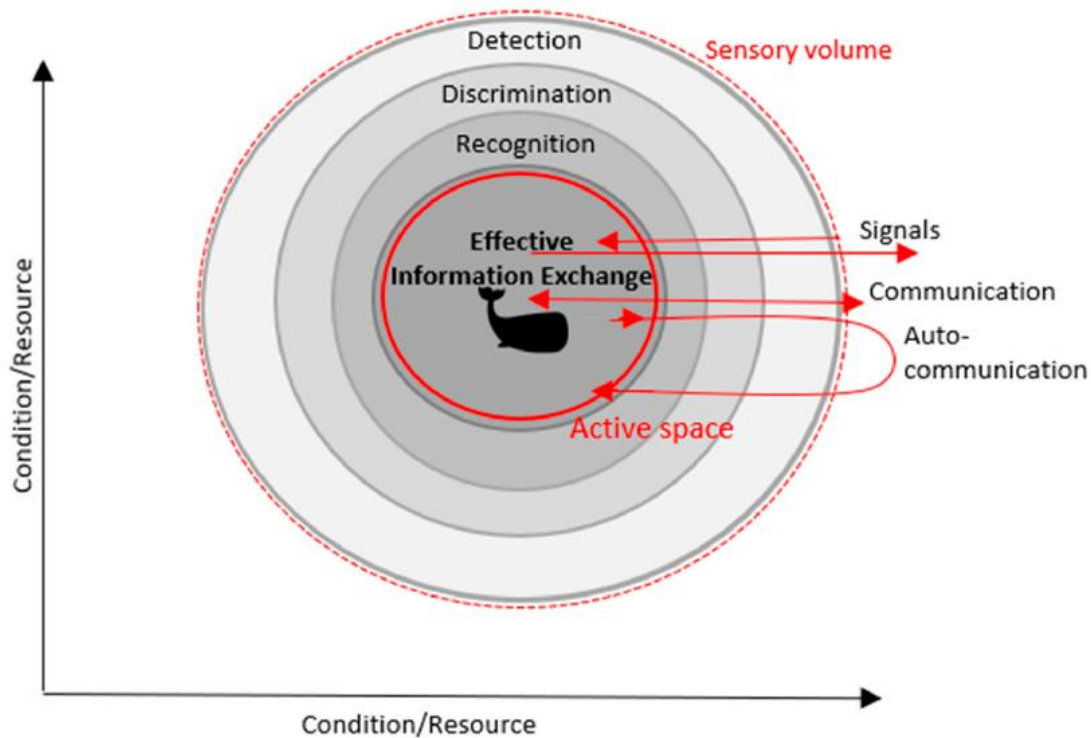 Detection
Sensory volume
Discrimination
Recognition
Effective
Information Exchange
Signals
Communication
Auto-
communication
Active space
Condition/Resource
Condition/Resource